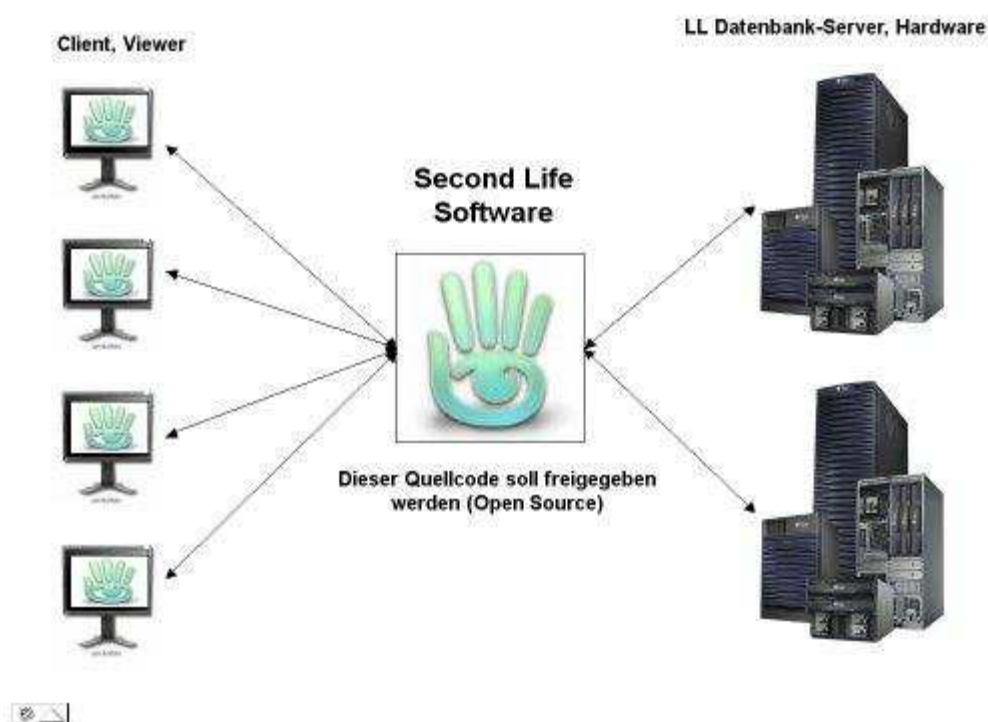 Client, Viewer
LL Datenbank-Server, Hardware
Second Life
Software
Dieser Quellcode soll freigegeben
werden (Open Source)